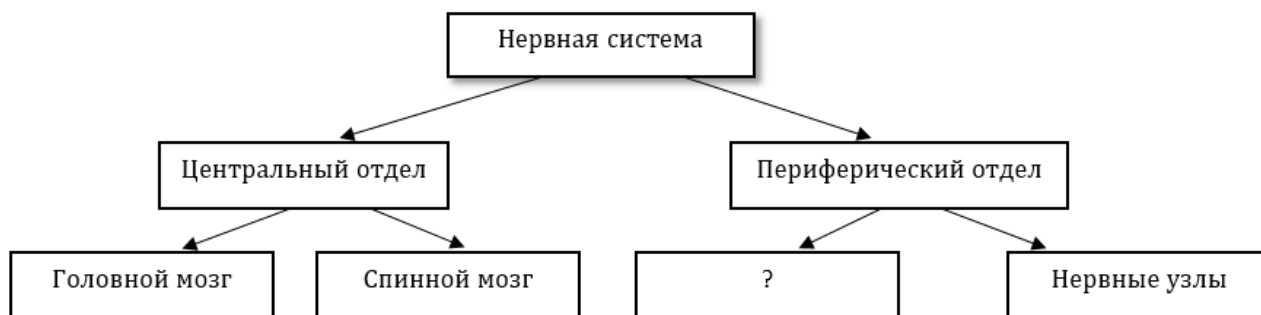 Нервная система
Центральный отдел
Периферический отдел
Головной мозг
Спинной мозг
?
Нервные узлы